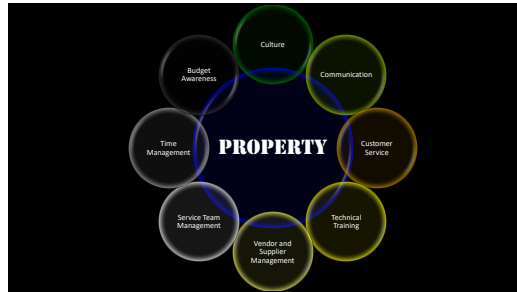 Culture
Communication
Customer
Service
Technical
Training
Vendor and
Supplier
Management
Service Team
Management
Time
Management
Budget
Awareness
PROPERTY